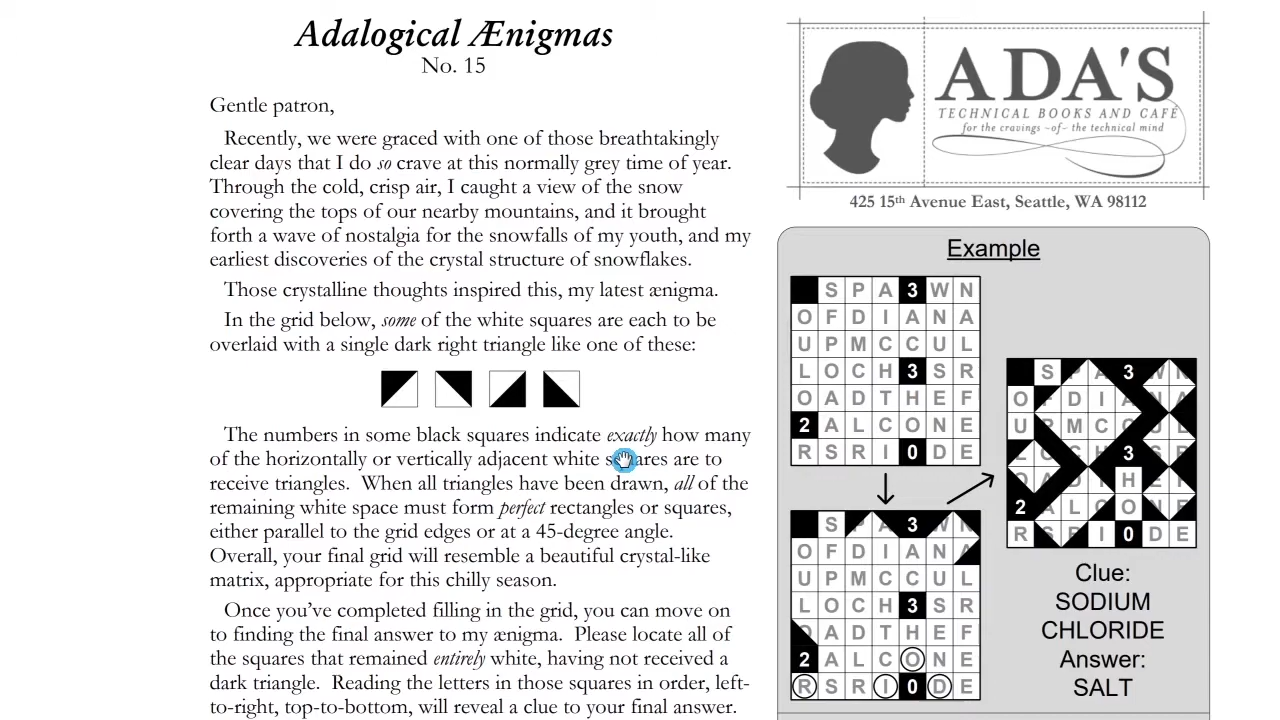 Adalogical Ænigmas
No. 15
Gentle patron,
Recently, we were graced with one of those breathtakingly
clear days that I do so crave at this normally grey time of year.
Through the cold, crisp air, I caught a view of the snow
covering the tops of our nearby mountains, and it brought
forth a wave of nostalgia for the snowfalls of my youth, and my
earliest discoveries of the crystal structure of snowflakes.
Those crystalline thoughts inspired this, my latest ænigma.
In the grid below, some of the white squares are each to be
overlaid with a single dark right triangle like one of these:
The numbers in some black squares indicate exactly how many
of the horizontally or vertically adjacent white squares are to
receive triangles. When all triangles have been drawn, all of the
remaining white space must form perfect rectangles or squares,
either parallel to the grid edges or at a 45-degree angle.
Overall, your final grid will resemble a beautiful crystal-like
matrix, appropriate for this chilly season.
Once you've completed filling in the grid, you can move on
to finding the final answer to my ænigma. Please locate all of
the squares that remained entirely white, having not received a
dark triangle. Reading the letters in those squares in order, left-
to-right, top-to-bottom, will reveal a clue to your final answer.
ADA'S
TECHNICAL BOOKS AND CAFÉ
for the cravings ~of~ the technical mind
425 15th Avenue East, Seattle, WA 98112
Example
S P A 3 W N
O F D I A N A
U P M C C U L
L O C H 3 S R
O A D T H E F
2 A L C O N E
R S R I 0 D E
S P A 3 W N
O F D I A N A
U P M C C U L
L O C H 3 S R
O A D T H E F
2 A L C O N E
R S R I 0 D E
S P A 3 W N
O F D I A N A
U P M C O U L
L O C H 3 S R
O A D T H E F
2 A L C O N E
R S R I 0 D E
Clue:
SODIUM
CHLORIDE
Answer:
SALT